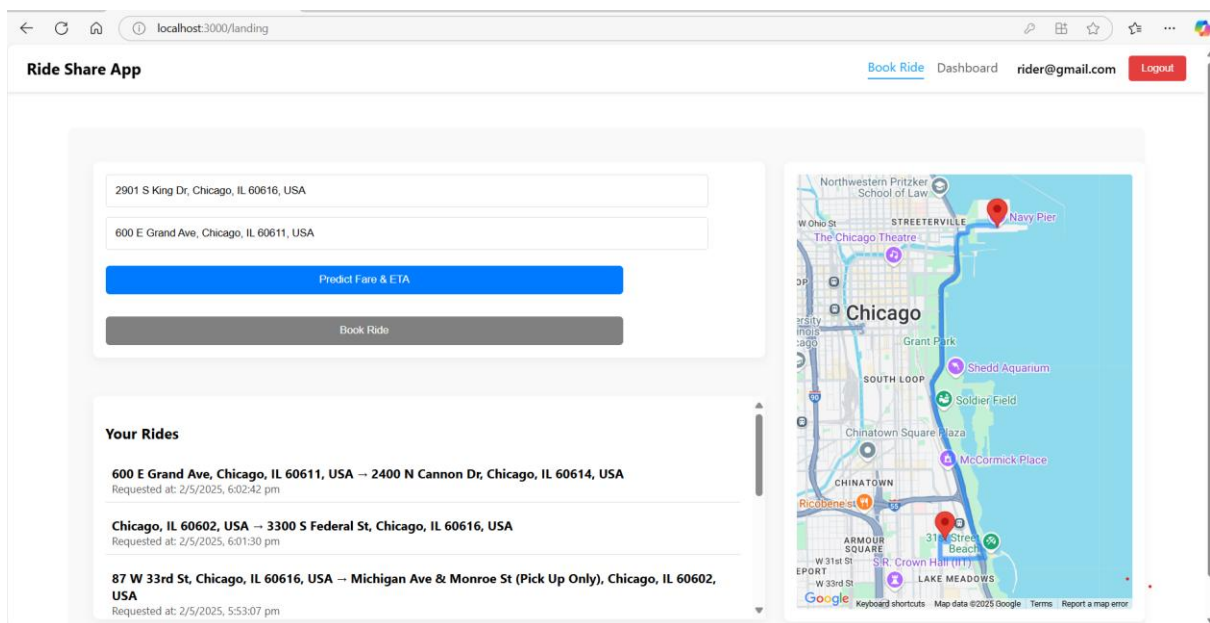 localhost:3000/landing
Ride Share App
Book Ride
Dashboard
rider@gmail.com
Logout
2901 S King Dr, Chicago, IL 60616, USA
600 E Grand Ave, Chicago, IL 60611, USA
Predict Fare & ETA
Book Ride
Your Rides
600 E Grand Ave, Chicago, IL 60611, USA → 2400 N Cannon Dr, Chicago, IL 60614, USA
Requested at: 2/5/2025, 6:02:42 pm
Chicago, IL 60602, USA → 3300 S Federal St, Chicago, IL 60616, USA
Requested at: 2/5/2025, 6:01:30 pm
87 W 33rd St, Chicago, IL 60616, USA → Michigan Ave & Monroe St (Pick Up Only), Chicago, IL 60602,
USA
Requested at: 2/5/2025, 5:53:07 pm
Northwestern Pritzker
School of Law
W Ohio St
STREETERVILLE
Navy Pier
The Chicago Theatre
Chicago
Grant Park
Shedd Aquarium
SOUTH LOOP
90
Soldier Field
Chinatown Square Plaza
McCormick Place
CHINATOWN
Ricobene's
55
ARMOUR
SQUARE
Beach
W 31st St
S.R. Crown Hall (IIT)
LAKE MEADOWS
W 33rd St
Google
Keyboard shortcuts
Map data ©2025 Google
Terms
Report a map error